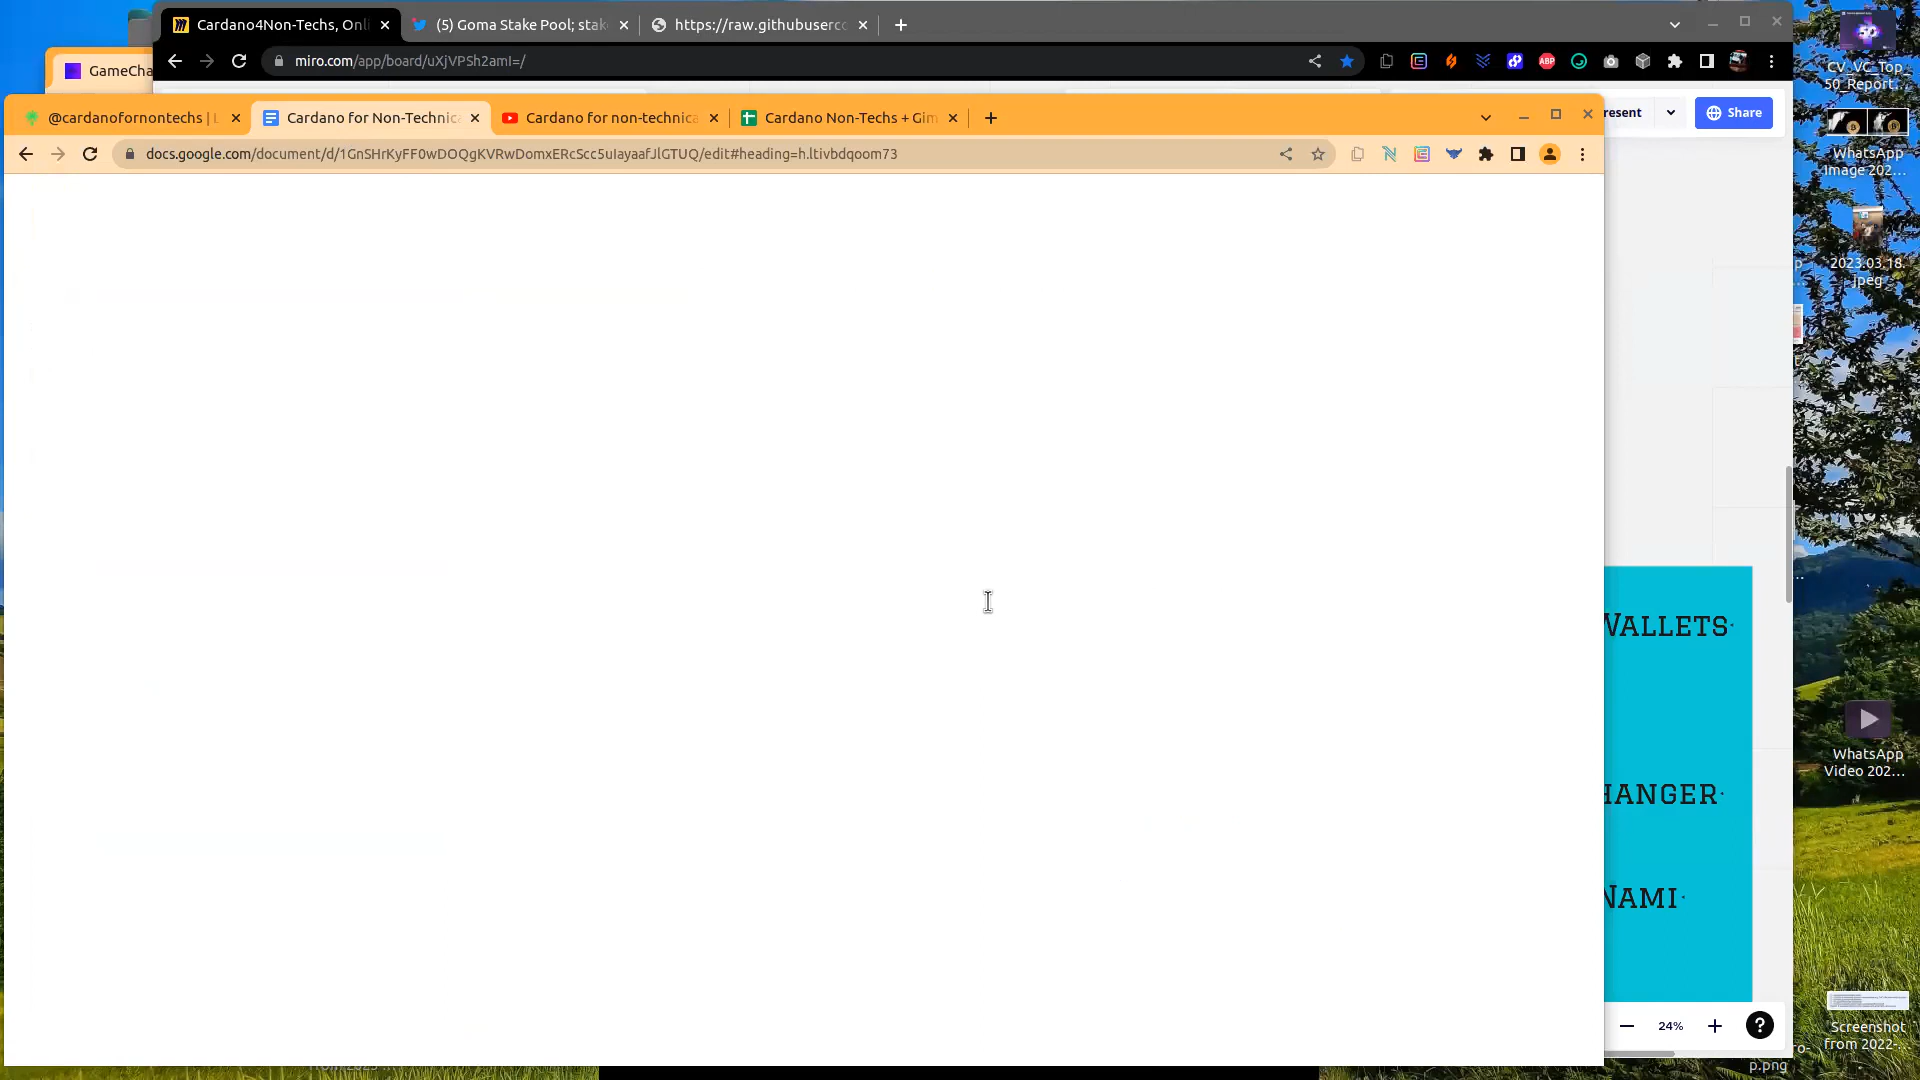 Cardano4Non-Techs, Onli
(5) Goma Stake Pool; stak
https://raw.githubuserco
GameCha
miro.com/app/board/uXjVPSh2amI=/
ABP
CV_VC_Top_
50_Report:...
@cardanofornontechs | L
Cardano for Non-Technica
Cardano for non-technica
Cardano Non-Techs + Gim
resent
Share
docs.google.com/document/d/1GnSHrKyFF0wDOQgKVRwDomxERcScc5uIayaafJlGTUQ/edit#heading=h.ltivbdqoom73
WhatsApp
Image 202...
2023.03.18.
jpeg
WALLETS
WhatsApp
Video 202...
HANGER
NAMI
24%
?
Screenshot
from 2022-...
p.png